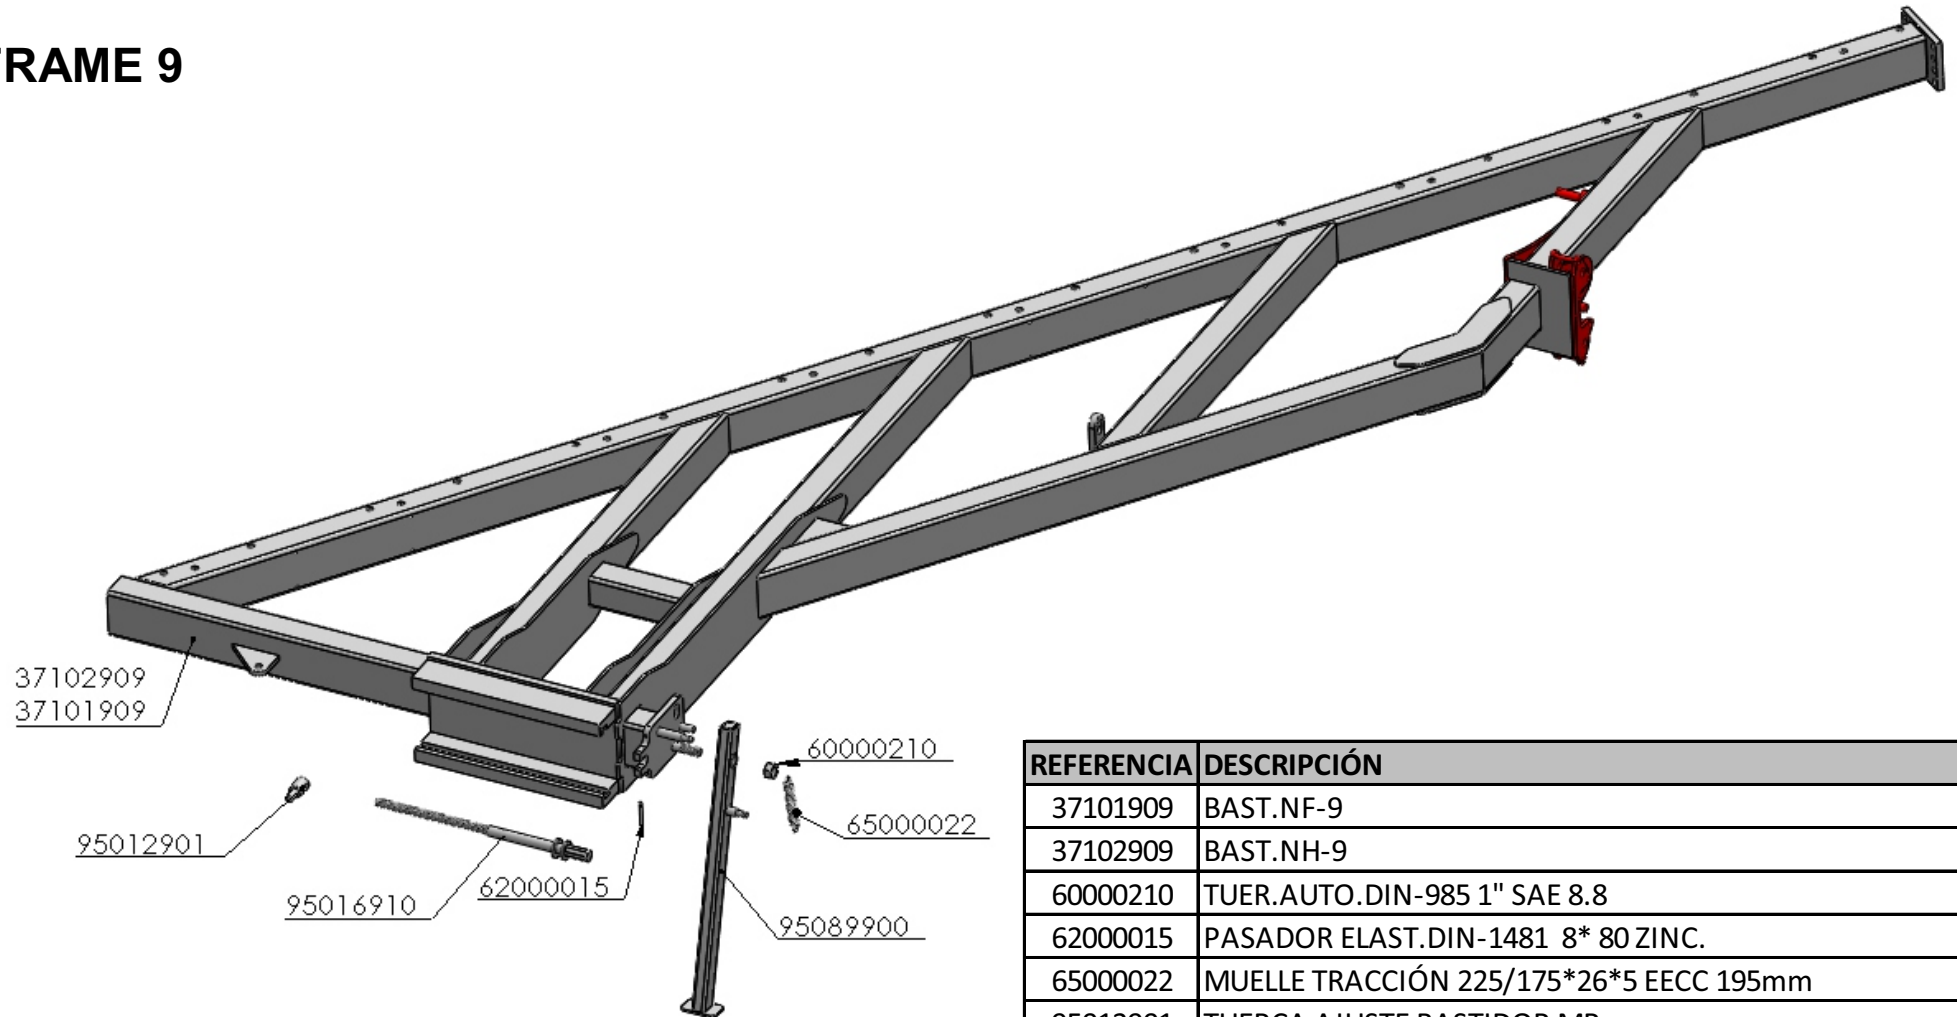 RAME 9
37102909
37101909
60000210
65000022
95012901
62000015
95016910
95089900
REFERENCIA DESCRIPCIÓN
37101909 BAST.NF-9
37102909 BAST.NH-9
60000210 TUER.AUTO.DIN-985 1" SAE 8.8
62000015 PASADOR ELAST.DIN-1481 8* 80 ZINC.
65000022 MUELLE TRACCIÓN 225/175*26*5 EECC 195mm